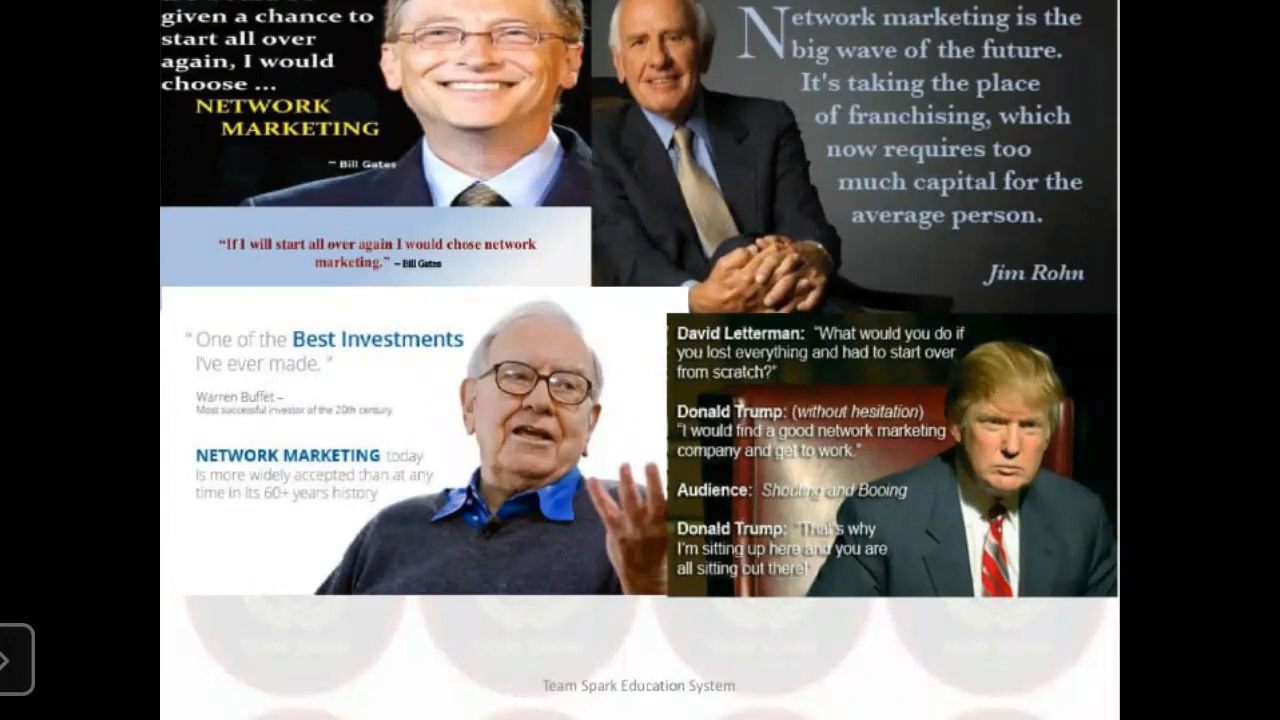 given a chance to
start all over
again, I would
choose ...
NETWORK
MARKETING
~ Bill Gates
“If I will start all over again I would chose network
marketing.” ~ Bill Gates
Network marketing is the
big wave of the future.
It's taking the place
of franchising, which
now requires too
much capital for the
average person.
Jim Rohn
“ One of the Best Investments
I've ever made. ”
Warren Buffet –
Most successful investor of the 20th century
NETWORK MARKETING today
is more widely accepted than at any
time in its 60+ years history
David Letterman: “What would you do if
you lost everything and had to start over
from scratch?”
Donald Trump: (without hesitation)
“I would find a good network marketing
company and get to work.”
Audience: Shouting and Booing
Donald Trump: “That's why
I'm sitting up here and you are
all sitting out there!
Team Spark Education System